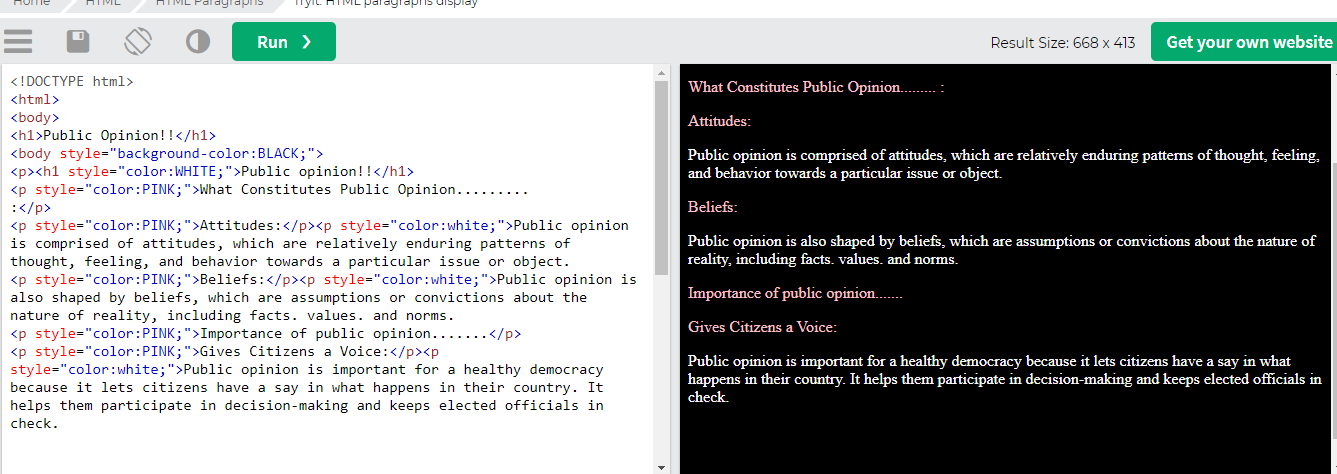 Home HTML HTML Paragraphs Tryit: HTML paragraphs display
Run ❯
Result Size: 668 x 413
Get your own website
<!DOCTYPE html>
<html>
<body>
<h1>Public Opinion!!</h1>
<body style="background-color:BLACK;">
<p><h1 style="color:WHITE;">Public opinion!!</h1>
<p style="color:PINK;">What Constitutes Public Opinion.........
:</p>
<p style="color:PINK;">Attitudes:</p><p style="color:white;">Public opinion
is comprised of attitudes, which are relatively enduring patterns of
thought, feeling, and behavior towards a particular issue or object.
<p style="color:PINK;">Beliefs:</p><p style="color:white;">Public opinion is
also shaped by beliefs, which are assumptions or convictions about the
nature of reality, including facts. values. and norms.
<p style="color:PINK;">Importance of public opinion.......</p>
<p style="color:PINK;">Gives Citizens a Voice:</p><p
style="color:white;">Public opinion is important for a healthy democracy
because it lets citizens have a say in what happens in their country. It
helps them participate in decision-making and keeps elected officials in
check.
What Constitutes Public Opinion......... :
Attitudes:
Public opinion is comprised of attitudes, which are relatively enduring patterns of thought, feeling,
and behavior towards a particular issue or object.
Beliefs:
Public opinion is also shaped by beliefs, which are assumptions or convictions about the nature of
reality, including facts. values. and norms.
Importance of public opinion.......
Gives Citizens a Voice:
Public opinion is important for a healthy democracy because it lets citizens have a say in what
happens in their country. It helps them participate in decision-making and keeps elected officials in
check.